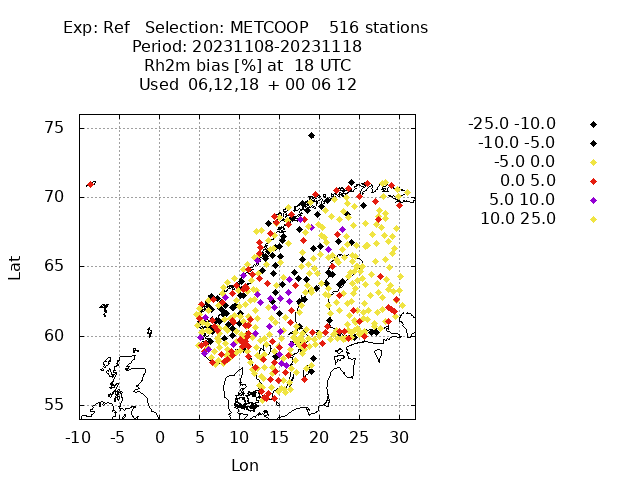 Exp: Ref   Selection: METCOOP    516 stations
Period: 20231108-20231118
Rh2m bias [%] at  18 UTC
Used  06,12,18  + 00 06 12
-25.0 -10.0
-10.0 -5.0
-5.0 0.0
0.0 5.0
5.0 10.0
10.0 25.0
75
70
65
60
55
Lat
-10 -5 0 5 10 15 20 25 30
Lon